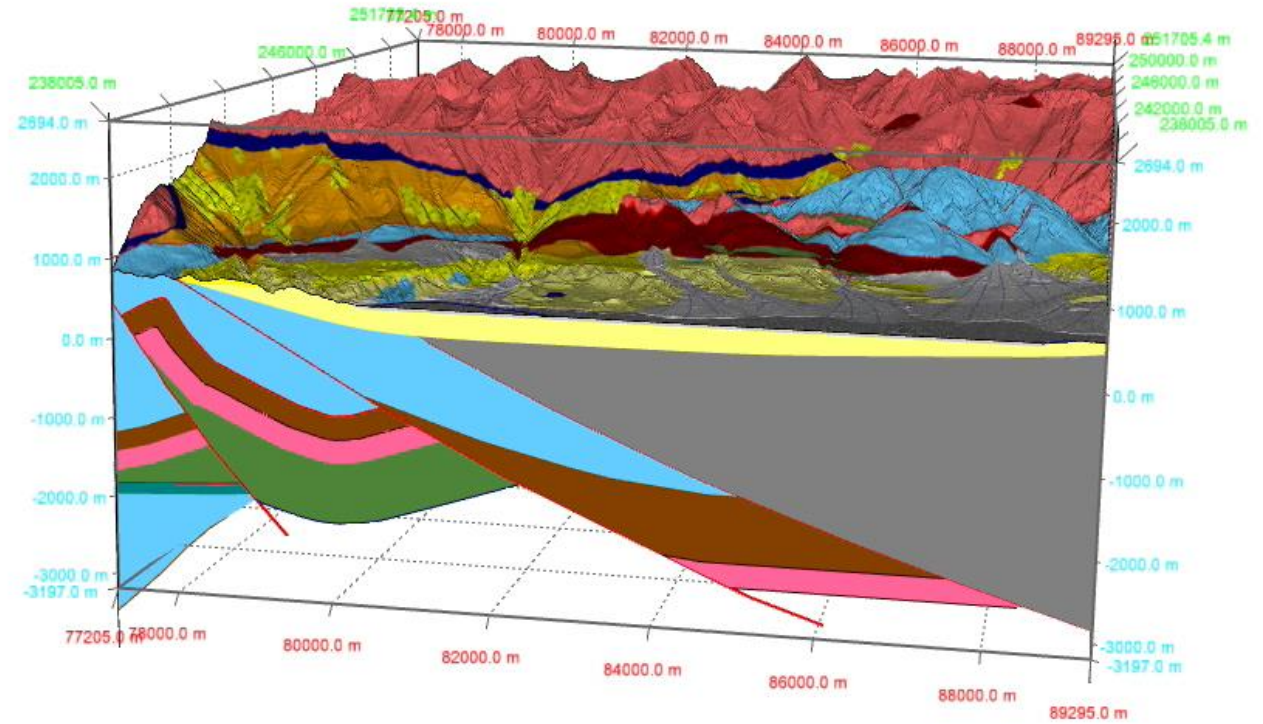 77205.0 m
78000.0 m
80000.0 m
82000.0 m
84000.0 m
86000.0 m
88000.0 m
89295.0 m
251705.4 m
250000.0 m
246000.0 m
242000.0 m
238005.0 m
246000.0 m
238005.0 m
2694.0 m
2000.0 m
1000.0 m
0.0 m
-1000.0 m
-2000.0 m
-3000.0 m
-3197.0 m
2694.0 m
2000.0 m
1000.0 m
0.0 m
-1000.0 m
-2000.0 m
-3000.0 m
-3197.0 m
77205.0 m
78000.0 m
80000.0 m
82000.0 m
84000.0 m
86000.0 m
88000.0 m
89295.0 m